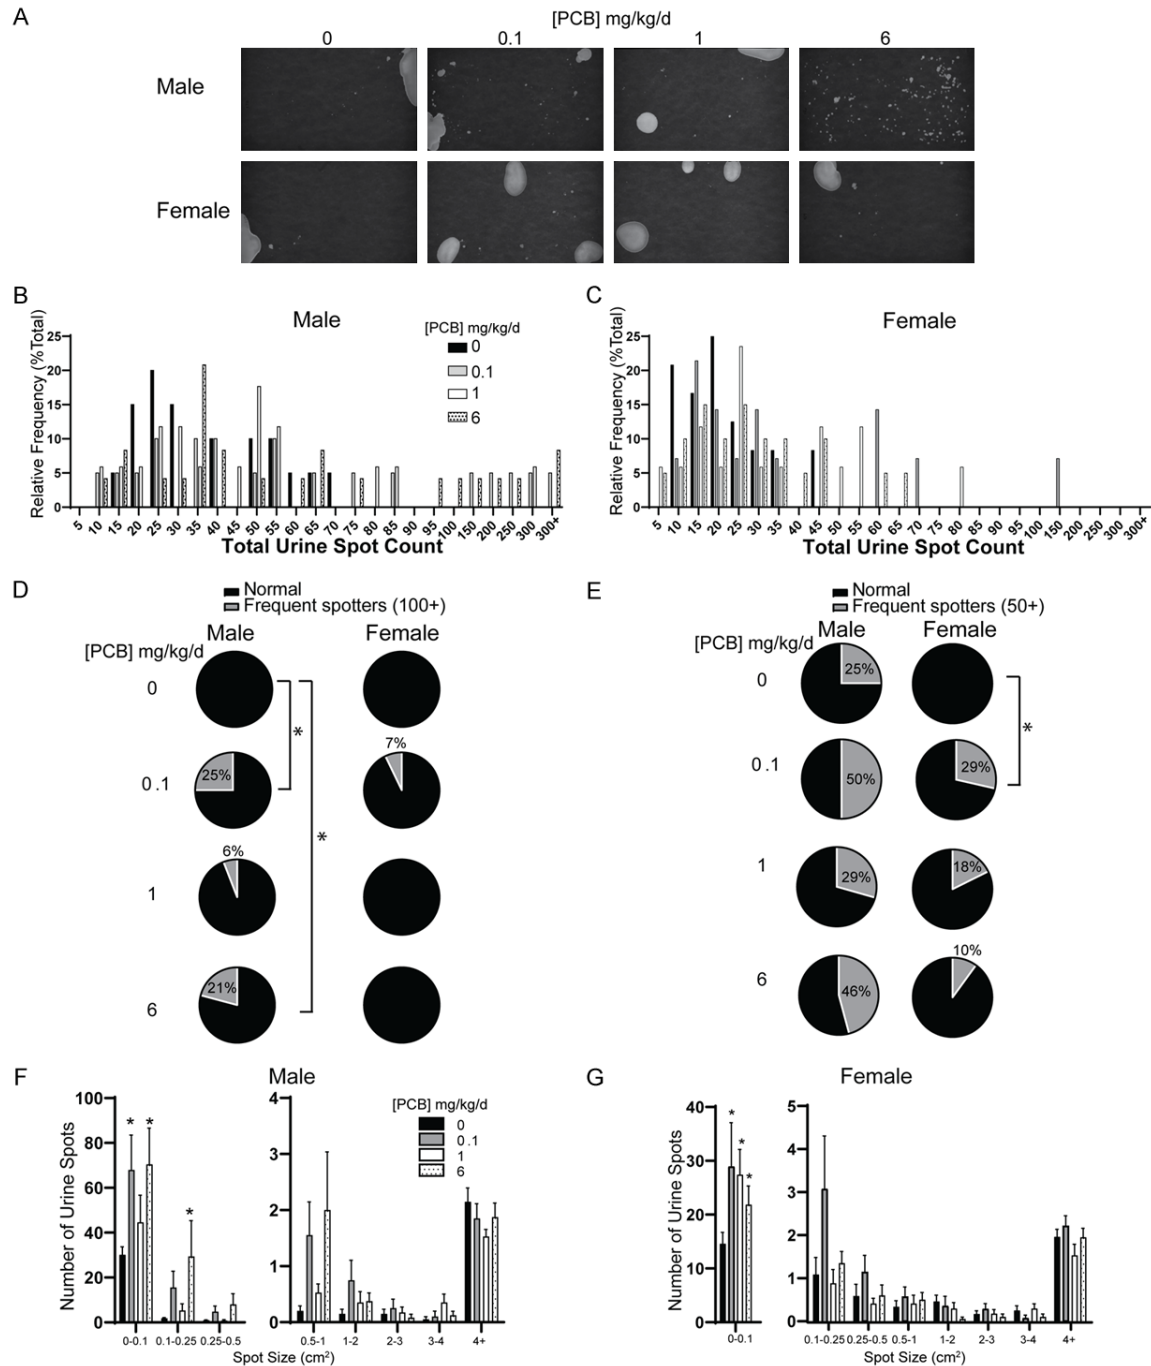 A
[PCB] mg/kg/d
0 0.1 1 6
Male
Female
B
Male
[PCB] mg/kg/d
0
0.1
1
6
Relative Frequency (%Total)
25
20
15
10
5
0
5 10 15 20 25 30 35 40 45 50 55 60 65 70 75 80 85 90 95 100 150 200 250 300 300+
Total Urine Spot Count
C
Female
Relative Frequency (%Total)
25
20
15
10
5
0
5 10 15 20 25 30 35 40 45 50 55 60 65 70 75 80 85 90 95 100 150 200 250 300 300+
Total Urine Spot Count
D
Normal
Frequent spotters (100+)
Male Female
[PCB] mg/kg/d
0
*
7%
0.1 25%
*
6%
1
6 21%
E
Normal
Frequent spotters (50+)
Male Female
[PCB] mg/kg/d
0 25%
*
0.1 50% 29%
1 29% 18%
10%
6 46%
F
Male
Number of Urine Spots
100
80
60
40
20
0
* * *
0-0.1 0.1-0.25 0.25-0.5
4
3
2
1
0
[PCB] mg/kg/d
0
0.1
1
6
0.5-1 1-2 2-3 3-4 4+
Spot Size (cm²)
G
Female
Number of Urine Spots
40
30
20
10
0
* * *
0-0.1
5
4
3
2
1
0
0.1-0.25 0.25-0.5 0.5-1 1-2 2-3 3-4 4+
Spot Size (cm²)